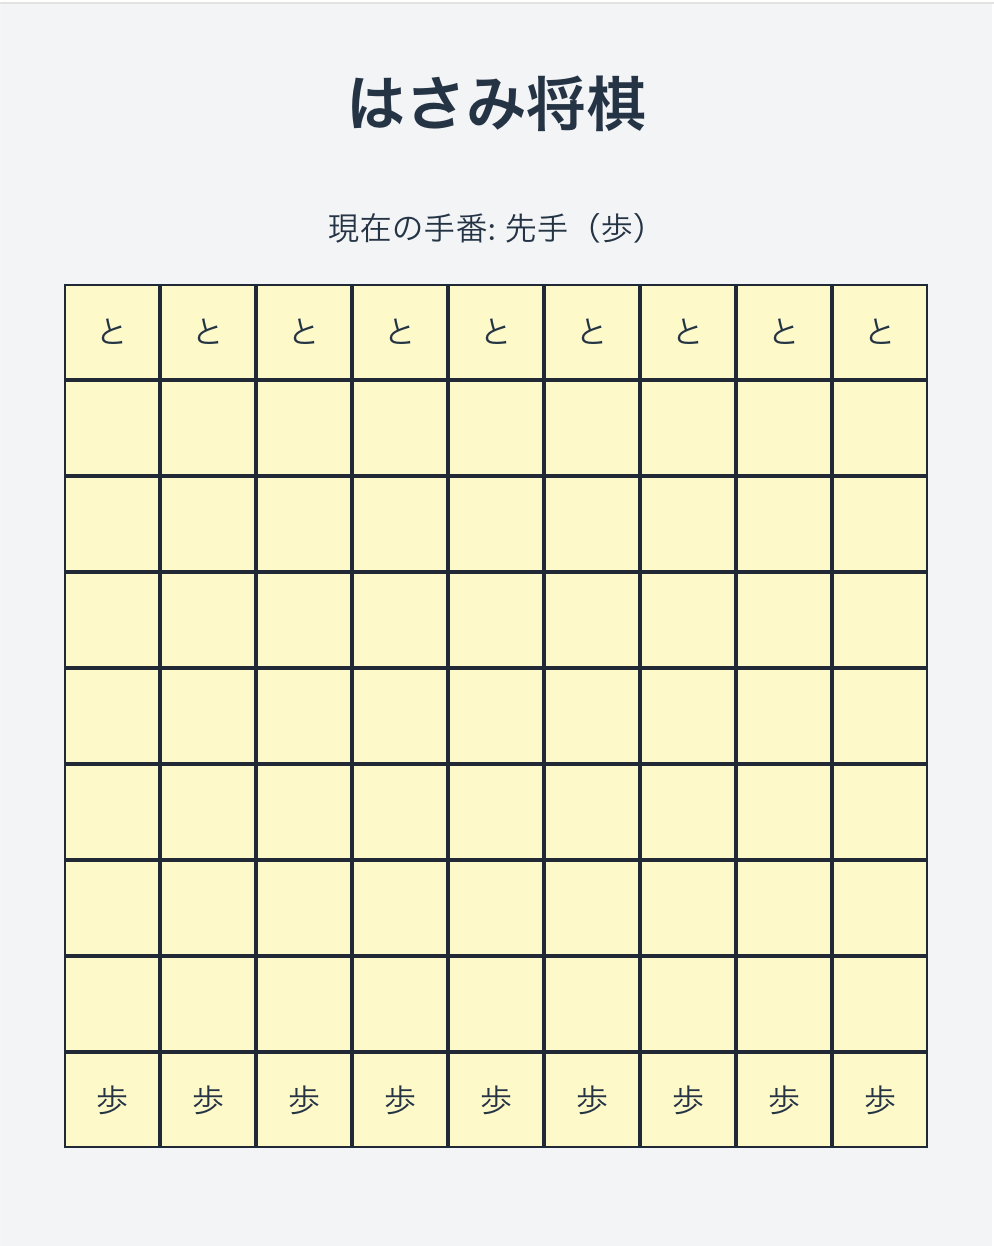 はさみ将棋
現在の手番: 先手（歩）
と と と と と と と と と
歩 歩 歩 歩 歩 歩 歩 歩 歩